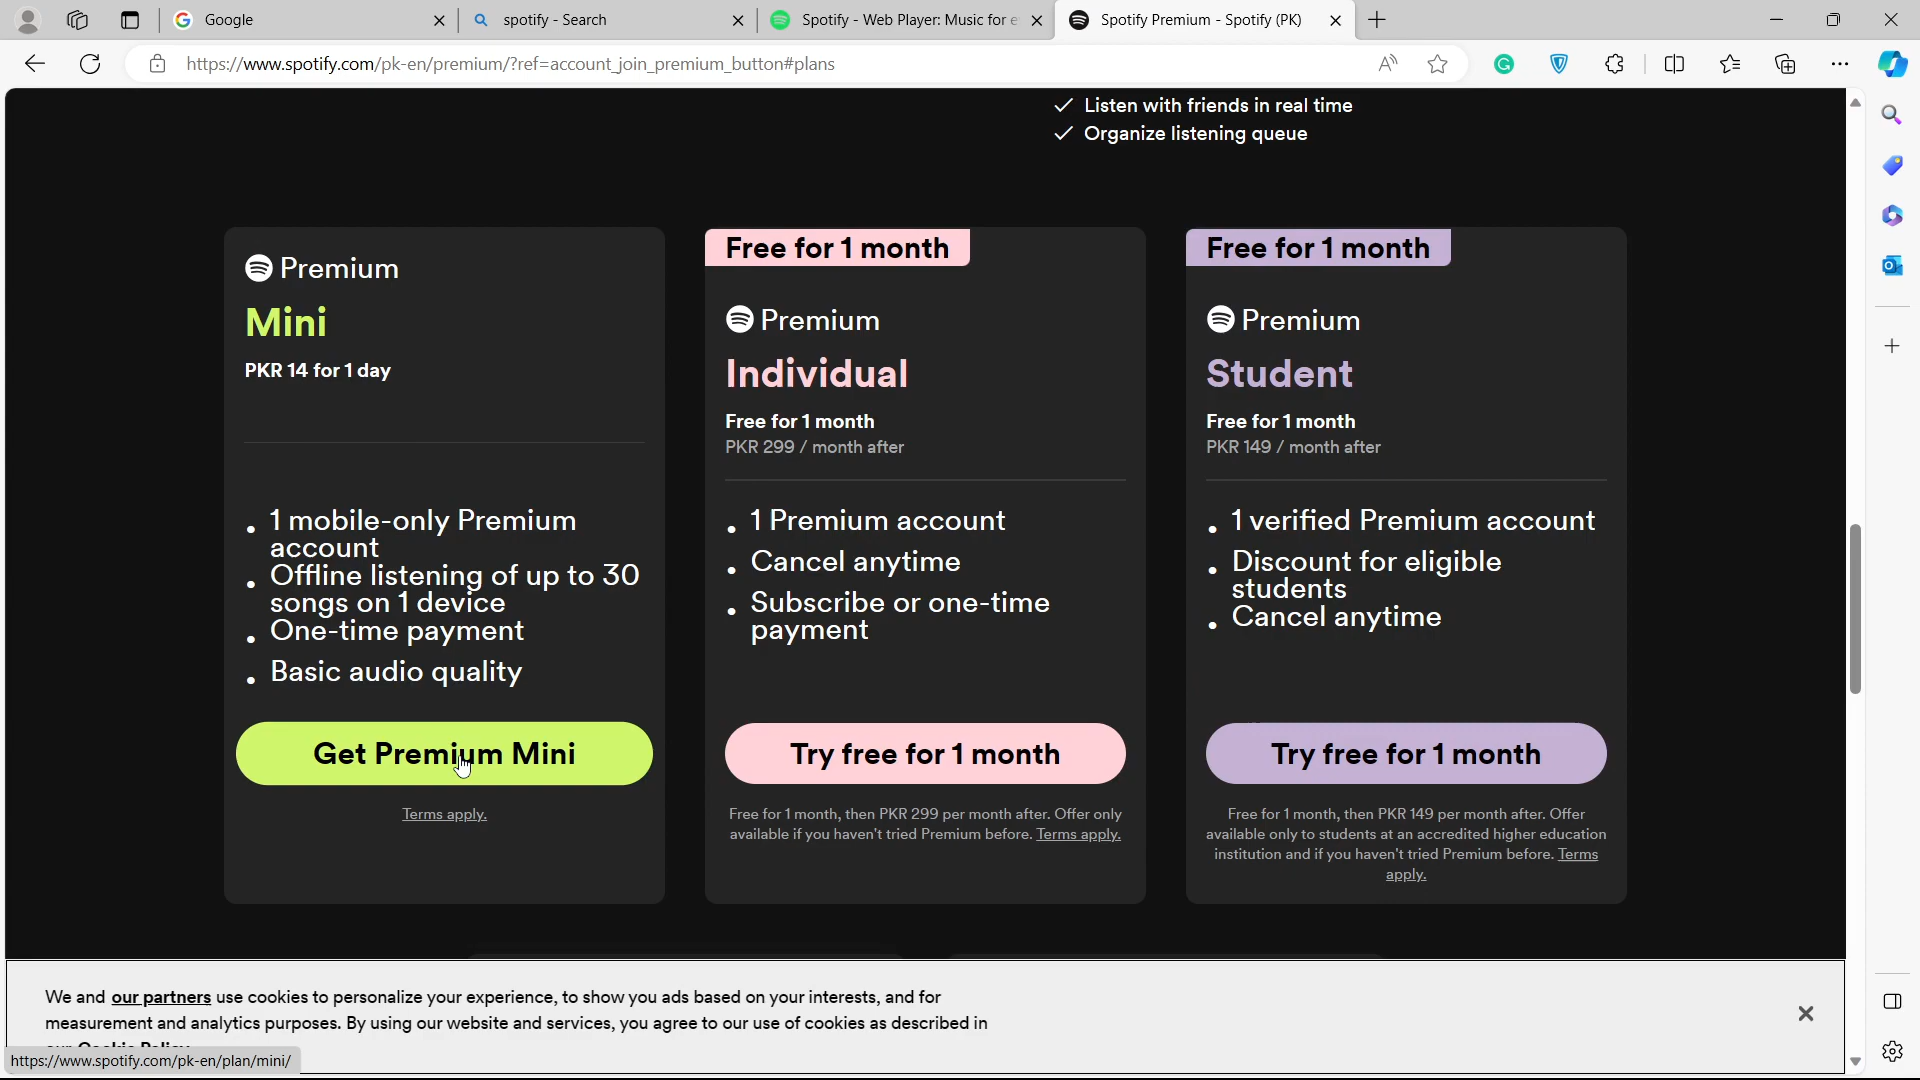 Google
spotify - Search
Spotify - Web Player: Music for e
Spotify Premium - Spotify (PK)
https://www.spotify.com/pk-en/premium/?ref=account_join_premium_button#plans
Listen with friends in real time
Organize listening queue
Premium
Mini
PKR 14 for 1 day
1 mobile-only Premium
account
Offline listening of up to 30
songs on 1 device
One-time payment
Basic audio quality
Get Premium Mini
Terms apply.
Free for 1 month
Premium
Individual
Free for 1 month
PKR 299 / month after
1 Premium account
Cancel anytime
Subscribe or one-time
payment
Try free for 1 month
Free for 1 month, then PKR 299 per month after. Offer only
available if you haven't tried Premium before. Terms apply.
Free for 1 month
Premium
Student
Free for 1 month
PKR 149 / month after
1 verified Premium account
Discount for eligible
students
Cancel anytime
Try free for 1 month
Free for 1 month, then PKR 149 per month after. Offer
available only to students at an accredited higher education
institution and if you haven't tried Premium before. Terms
apply.
We and our partners use cookies to personalize your experience, to show you ads based on your interests, and for
measurement and analytics purposes. By using our website and services, you agree to our use of cookies as described in
our Cookie Policy
https://www.spotify.com/pk-en/plan/mini/